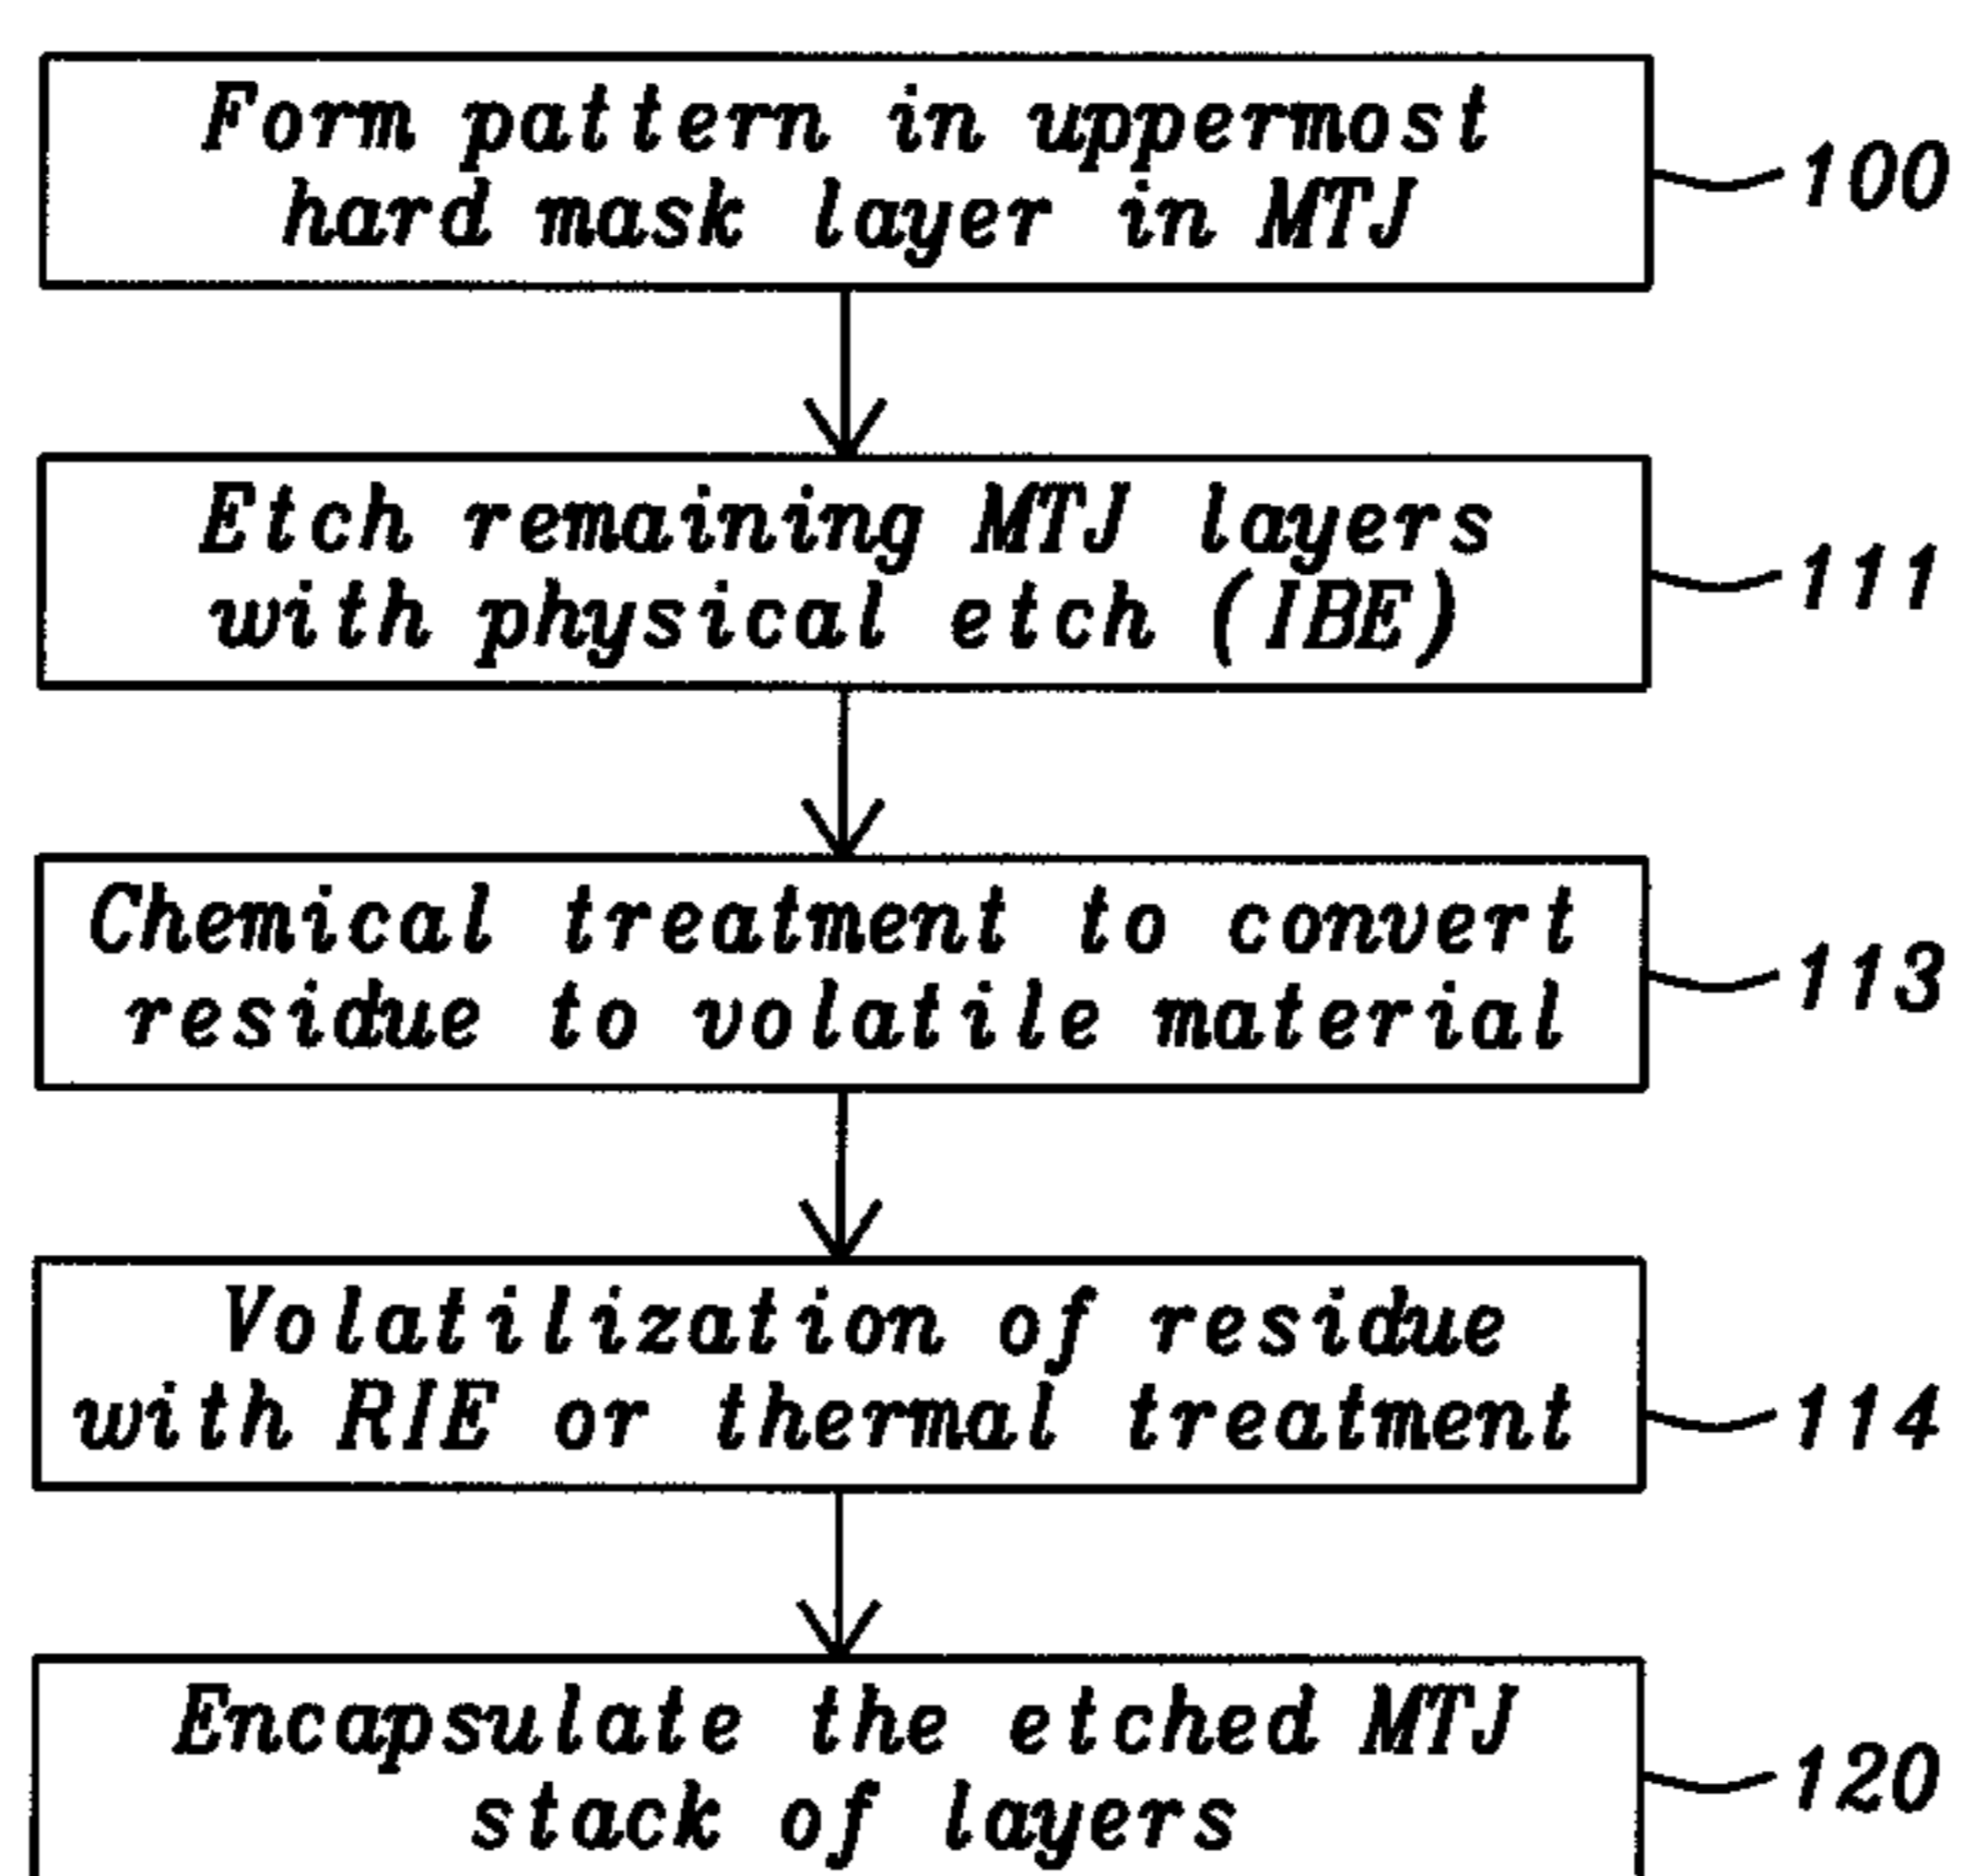 Form pattern in uppermost
hard mask layer in MTJ
100
Etch remaining MTJ layers
with physical etch (IBE)
111
Chemical treatment to convert
residue to volatile material
113
Volatilization of residue
with RIE or thermal treatment
114
Encapsulate the etched MTJ
stack of layers
120